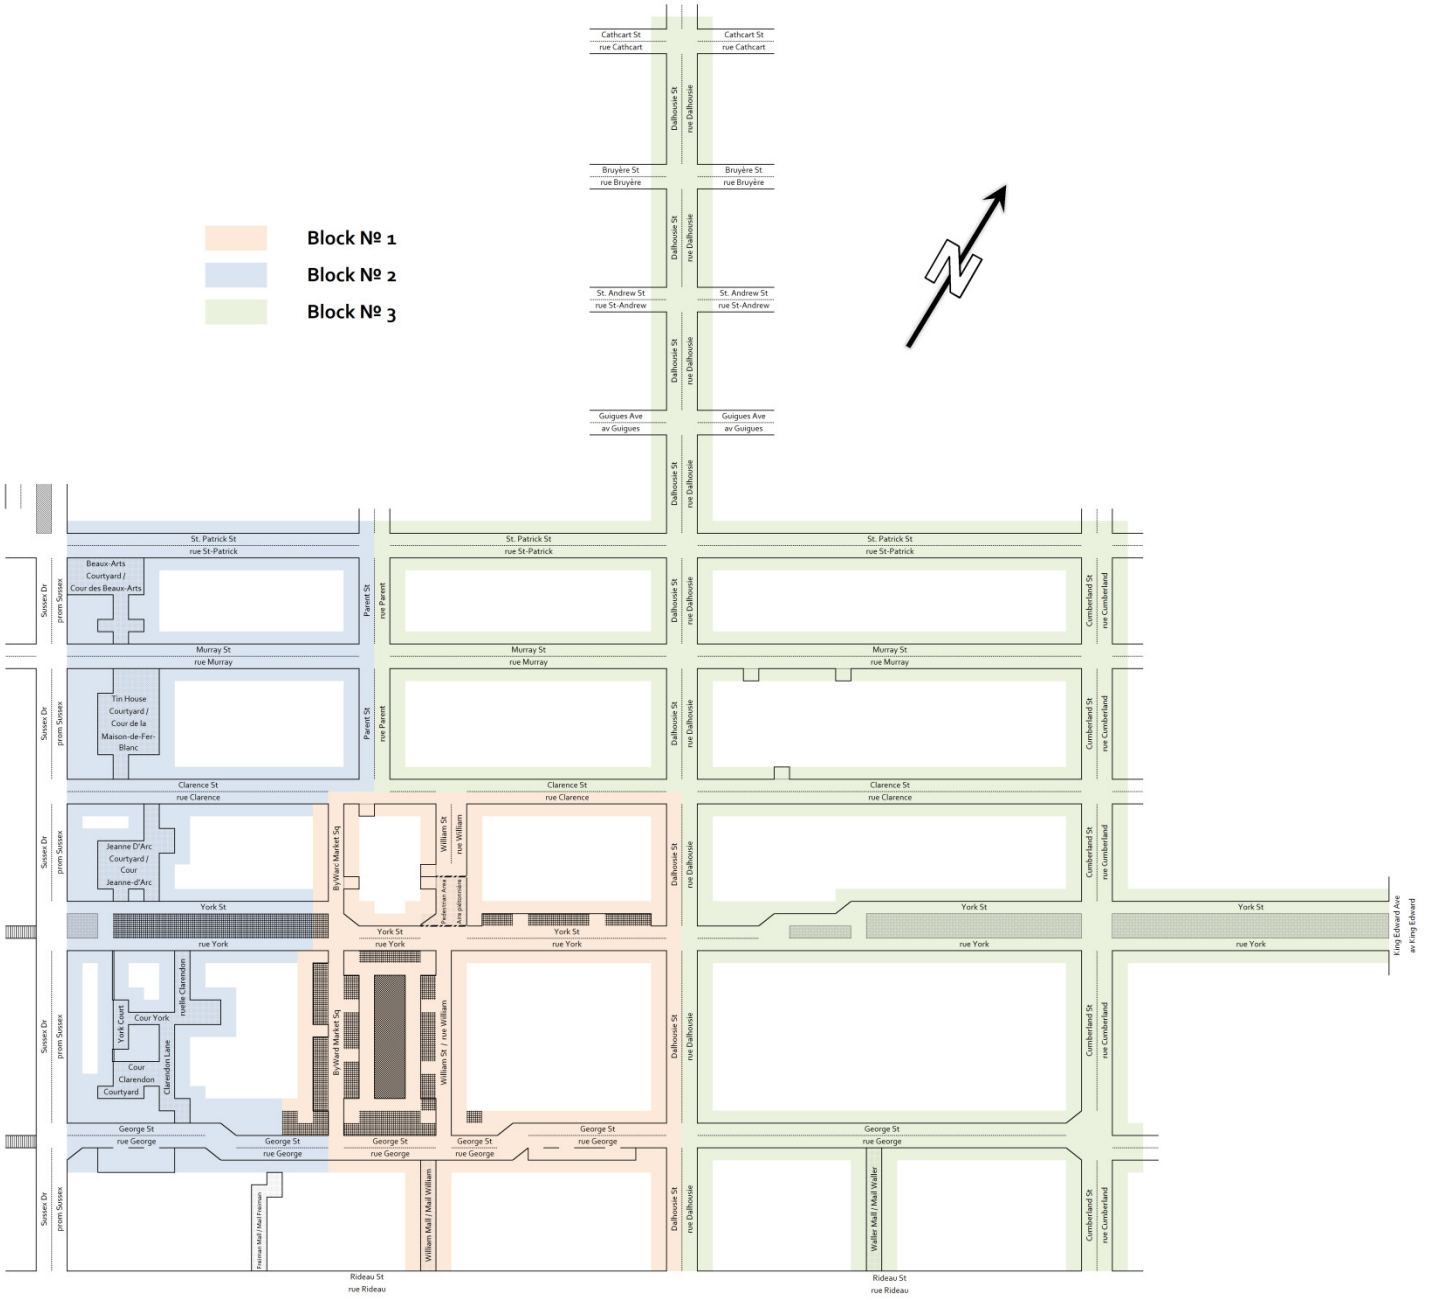 Cathcart St
rue Cathcart
Cathcart St
rue Cathcart
Dalhousie St
rue Dalhousie
Bruyère St
rue Bruyère
Bruyère St
rue Bruyère
Block № 1
Block № 2
Block № 3
N
Dalhousie St
rue Dalhousie
St. Andrew St
rue St-Andrew
St. Andrew St
rue St-Andrew
Dalhousie St
rue Dalhousie
Guigues Ave
av Guigues
Guigues Ave
av Guigues
Dalhousie St
rue Dalhousie
St. Patrick St
rue St-Patrick
St. Patrick St
rue St-Patrick
St. Patrick St
rue St-Patrick
Sussex Dr
prom Sussex
Beaux-Arts
Courtyard /
Cour des Beaux-Arts
Parent St
rue Parent
Dalhousie St
rue Dalhousie
Cumberland St
rue Cumberland
Murray St
rue Murray
Murray St
rue Murray
Murray St
rue Murray
Sussex Dr
prom Sussex
Tin House
Courtyard /
Cour de la
Maison-de-Fer-
Blanc
Parent St
rue Parent
Dalhousie St
rue Dalhousie
Cumberland St
rue Cumberland
Clarence St
rue Clarence
Clarence St
rue Clarence
Clarence St
rue Clarence
Sussex Dr
prom Sussex
Jeanne D'Arc
Courtyard /
Cour
Jeanne-d'Arc
ByWarc Market Sq
William St
rue William
Pedestrian Area
Aire piétonnière
Dalhousie St
rue Dalhousie
Cumberland St
rue Cumberland
York St
rue York
York St
rue York
York St
rue York
York St
rue York
York St
rue York
King Edward Ave
av King Edward
Sussex Dr
prom Sussex
York Court
Cour York
ruelle Clarendon
Clarendon Lane
Cour
Clarendon
Courtyard
ByWard Market Sq
William St / rue William
Dalhousie St
rue Dalhousie
Cumberland St
rue Cumberland
George St
rue George
George St
rue George
George St
rue George
George St
rue George
George St
rue George
George St
rue George
Sussex Dr
prom Sussex
Freiman Mall / Mail Freiman
William Mall / Mail William
Dalhousie St
rue Dalhousie
Waller Mall / Mail Waller
Cumberland St
rue Cumberland
Rideau St
rue Rideau
Rideau St
rue Rideau